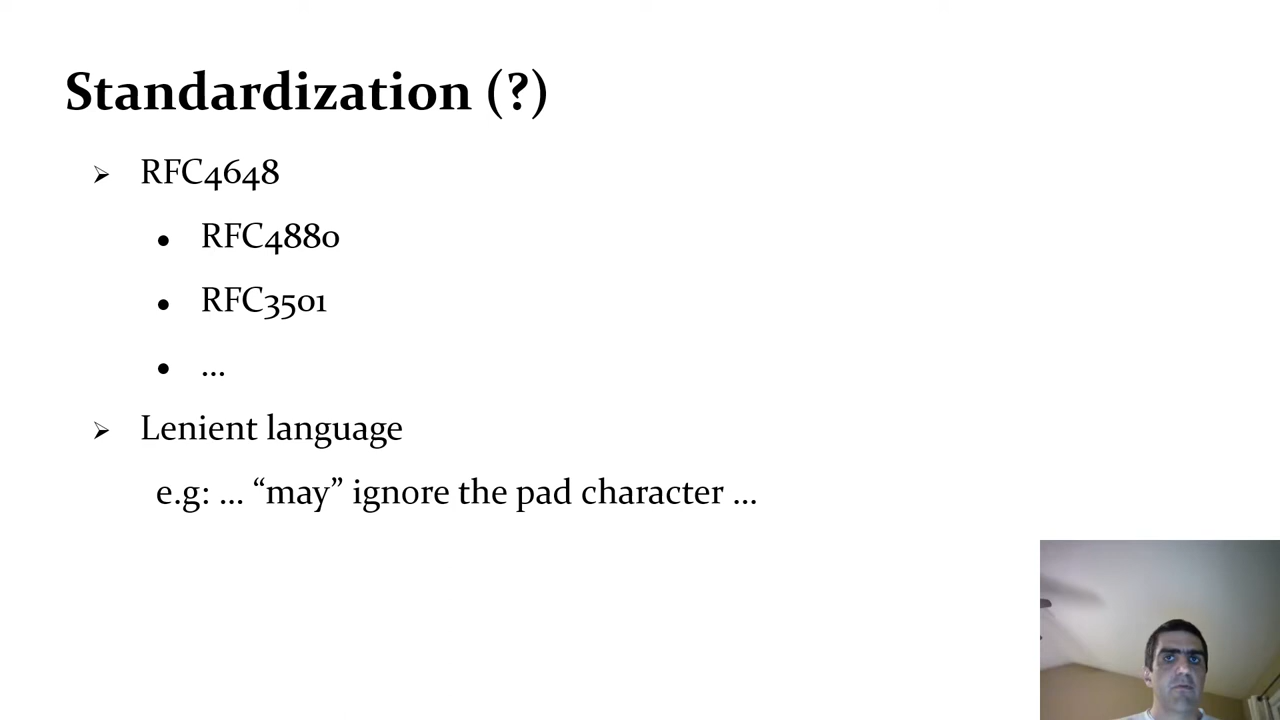 Standardization (?)
RFC4648
RFC4880
RFC3501
...
Lenient language
e.g: ... “may” ignore the pad character ...